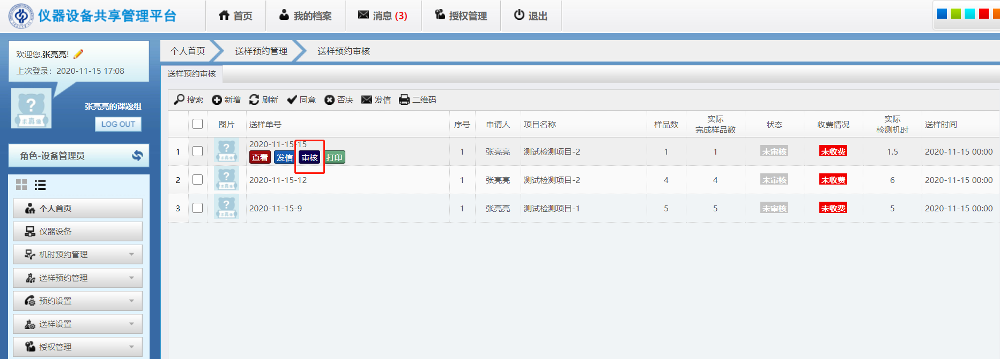 仪器设备共享管理平台
首页 我的档案 消息 (3) 授权管理 退出
欢迎您,张亮亮!
上次登录：2020-11-15 17:08
?
求真像
张亮亮的课题组
LOG OUT
角色-设备管理员
个人首页
仪器设备
机时预约管理
送样预约管理
预约设置
送样设置
授权管理
个人首页 送样预约管理 送样预约审核
送样预约审核
搜索 新增 刷新 同意 否决 发信 二维码
图片 送样单号 序号 申请人 项目名称 样品数 实际完成样品数 状态 收费情况 实际检测机时 送样时间
1 ? 求真像 2020-11-15-15 1 张亮亮 测试检测项目-2 1 1 未审核 未收费 1.5 2020-11-15 00:00
查看 发信 审核 打印
2 ? 求真像 2020-11-15-12 1 张亮亮 测试检测项目-2 4 4 未审核 未收费 6 2020-11-15 00:00
3 ? 求真像 2020-11-15-9 1 张亮亮 测试检测项目-1 5 5 未审核 未收费 5 2020-11-15 00:00